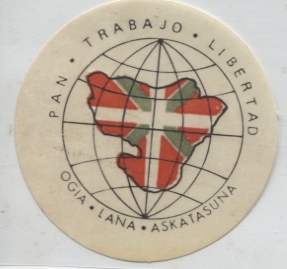 PAN • TRABAJO • LIBERTAD
OGIA • LANA • ASKATASUNA